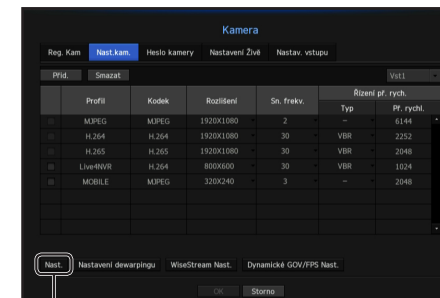 Kamera
Reg. Kam Nast.kam. Heslo kamery Nastavení Živě Nastav. vstupu
Přid. Smazat Vst1
Profil Kodek Rozlišení Sn. frekv. Řízení př. rych.
Typ Př. rychl.
MJPEG MJPEG 1920X1080 2 - 6144
H.264 H.264 1920X1080 30 VBR 2252
H.265 H.265 1920X1080 30 VBR 2048
Live4NVR H.264 800X600 30 VBR 1024
MOBILE MJPEG 320X240 3 - 2048
Nast. Nastavení dewarpingu WiseStream Nast. Dynamické GOV/FPS Nast.
OK Storno